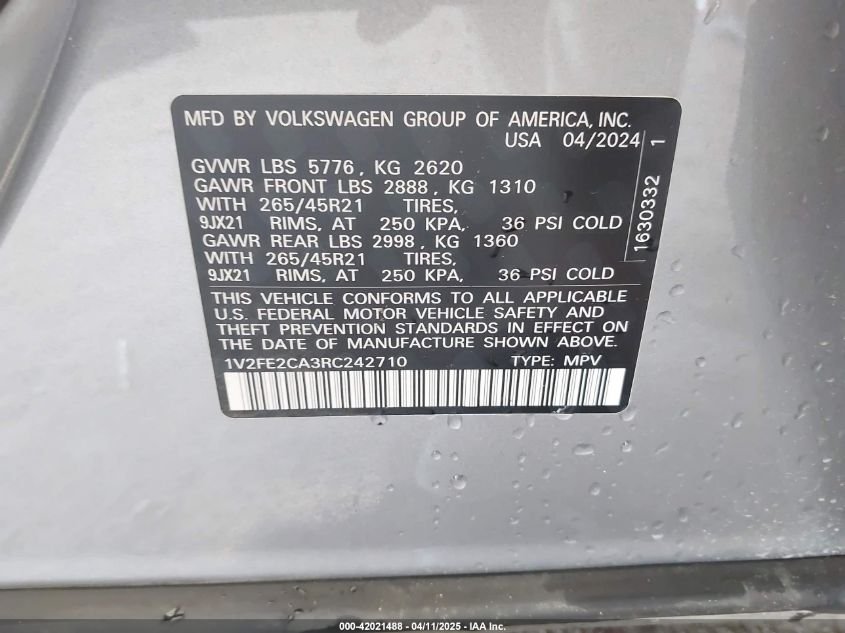 MFD BY VOLKSWAGEN GROUP OF AMERICA, INC.
USA 04/2024
GVWR LBS 5776, KG 2620
GAWR FRONT LBS 2888, KG 1310
WITH 265/45R21 TIRES,
9JX21 RIMS, AT 250 KPA, 36 PSI COLD
GAWR REAR LBS 2998, KG 1360
WITH 265/45R21 TIRES,
9JX21 RIMS, AT 250 KPA, 36 PSI COLD
THIS VEHICLE CONFORMS TO ALL APPLICABLE
U.S. FEDERAL MOTOR VEHICLE SAFETY AND
THEFT PREVENTION STANDARDS IN EFFECT ON
THE DATE OF MANUFACTURE SHOWN ABOVE.
1V2FE2CA3RC242710 TYPE: MPV
1630332 1
000-42021488 - 04/11/2025 - IAA Inc.